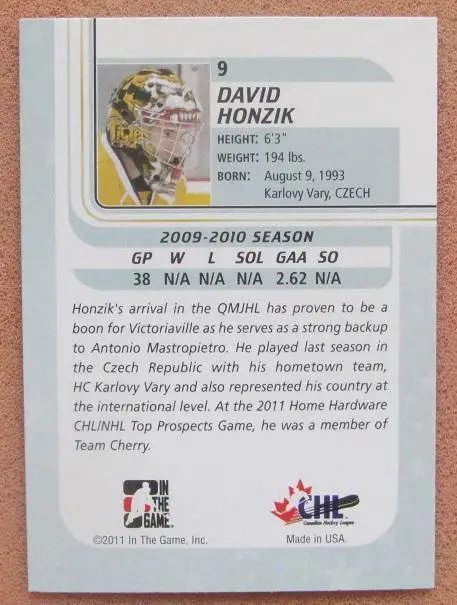 9
DAVID
HONZIK
HEIGHT: 6'3"
WEIGHT: 194 lbs.
BORN: August 9, 1993
Karlovy Vary, CZECH
Tigres
2009-2010 SEASON
GP W L SOL GAA SO
38 N/A N/A N/A 2.62 N/A
Honzik's arrival in the QMJHL has proven to be a
boon for Victoriaville as he serves as a strong backup
to Antonio Mastropietro. He played last season in
the Czech Republic with his hometown team,
HC Karlovy Vary and also represented his country at
the international level. At the 2011 Home Hardware
CHL/NHL Top Prospects Game, he was a member of
Team Cherry.
IN
THE
GAME
CHL
Canadian Hockey League
©2011 In The Game, Inc.
Made in USA.